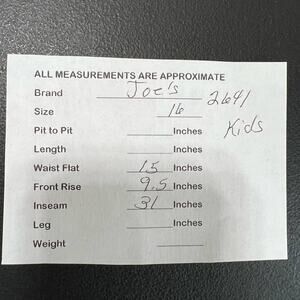 ALL MEASUREMENTS ARE APPROXIMATE
Brand Joe's 2641
Size 16 Kids
Pit to Pit Inches
Length Inches
Waist Flat 15 Inches
Front Rise 9.5 Inches
Inseam 31 Inches
Leg Inches
Weight